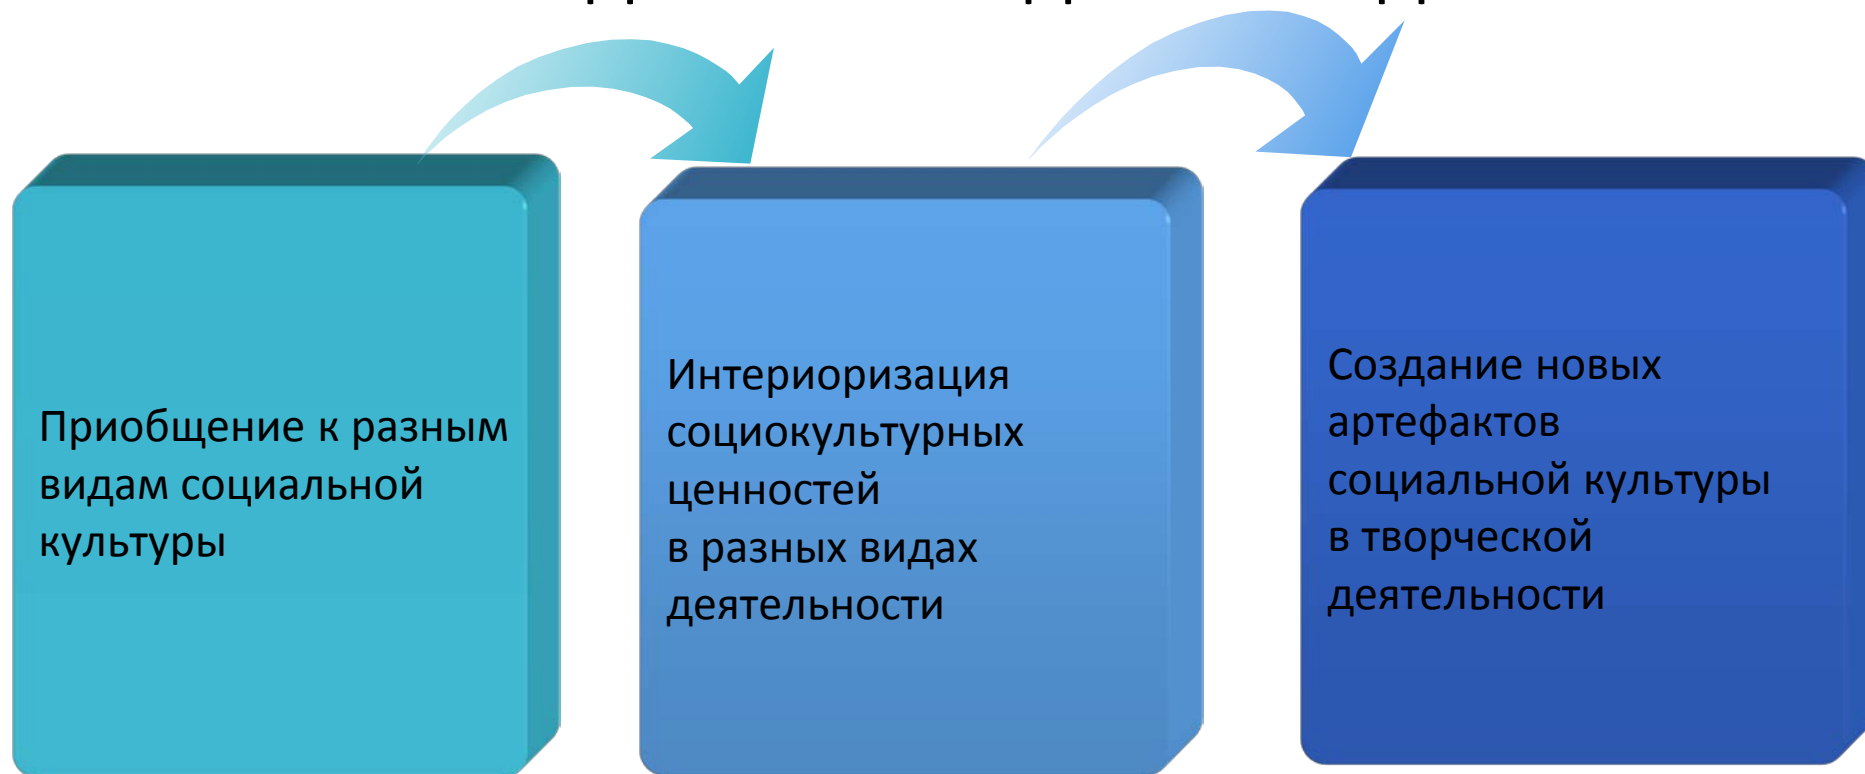 Приобщение к разным
видам социальной
культуры
Интериоризация
социокультурных
ценностей
в разных видах
деятельности
Создание новых
артефактов
социальной культуры
в творческой
деятельности